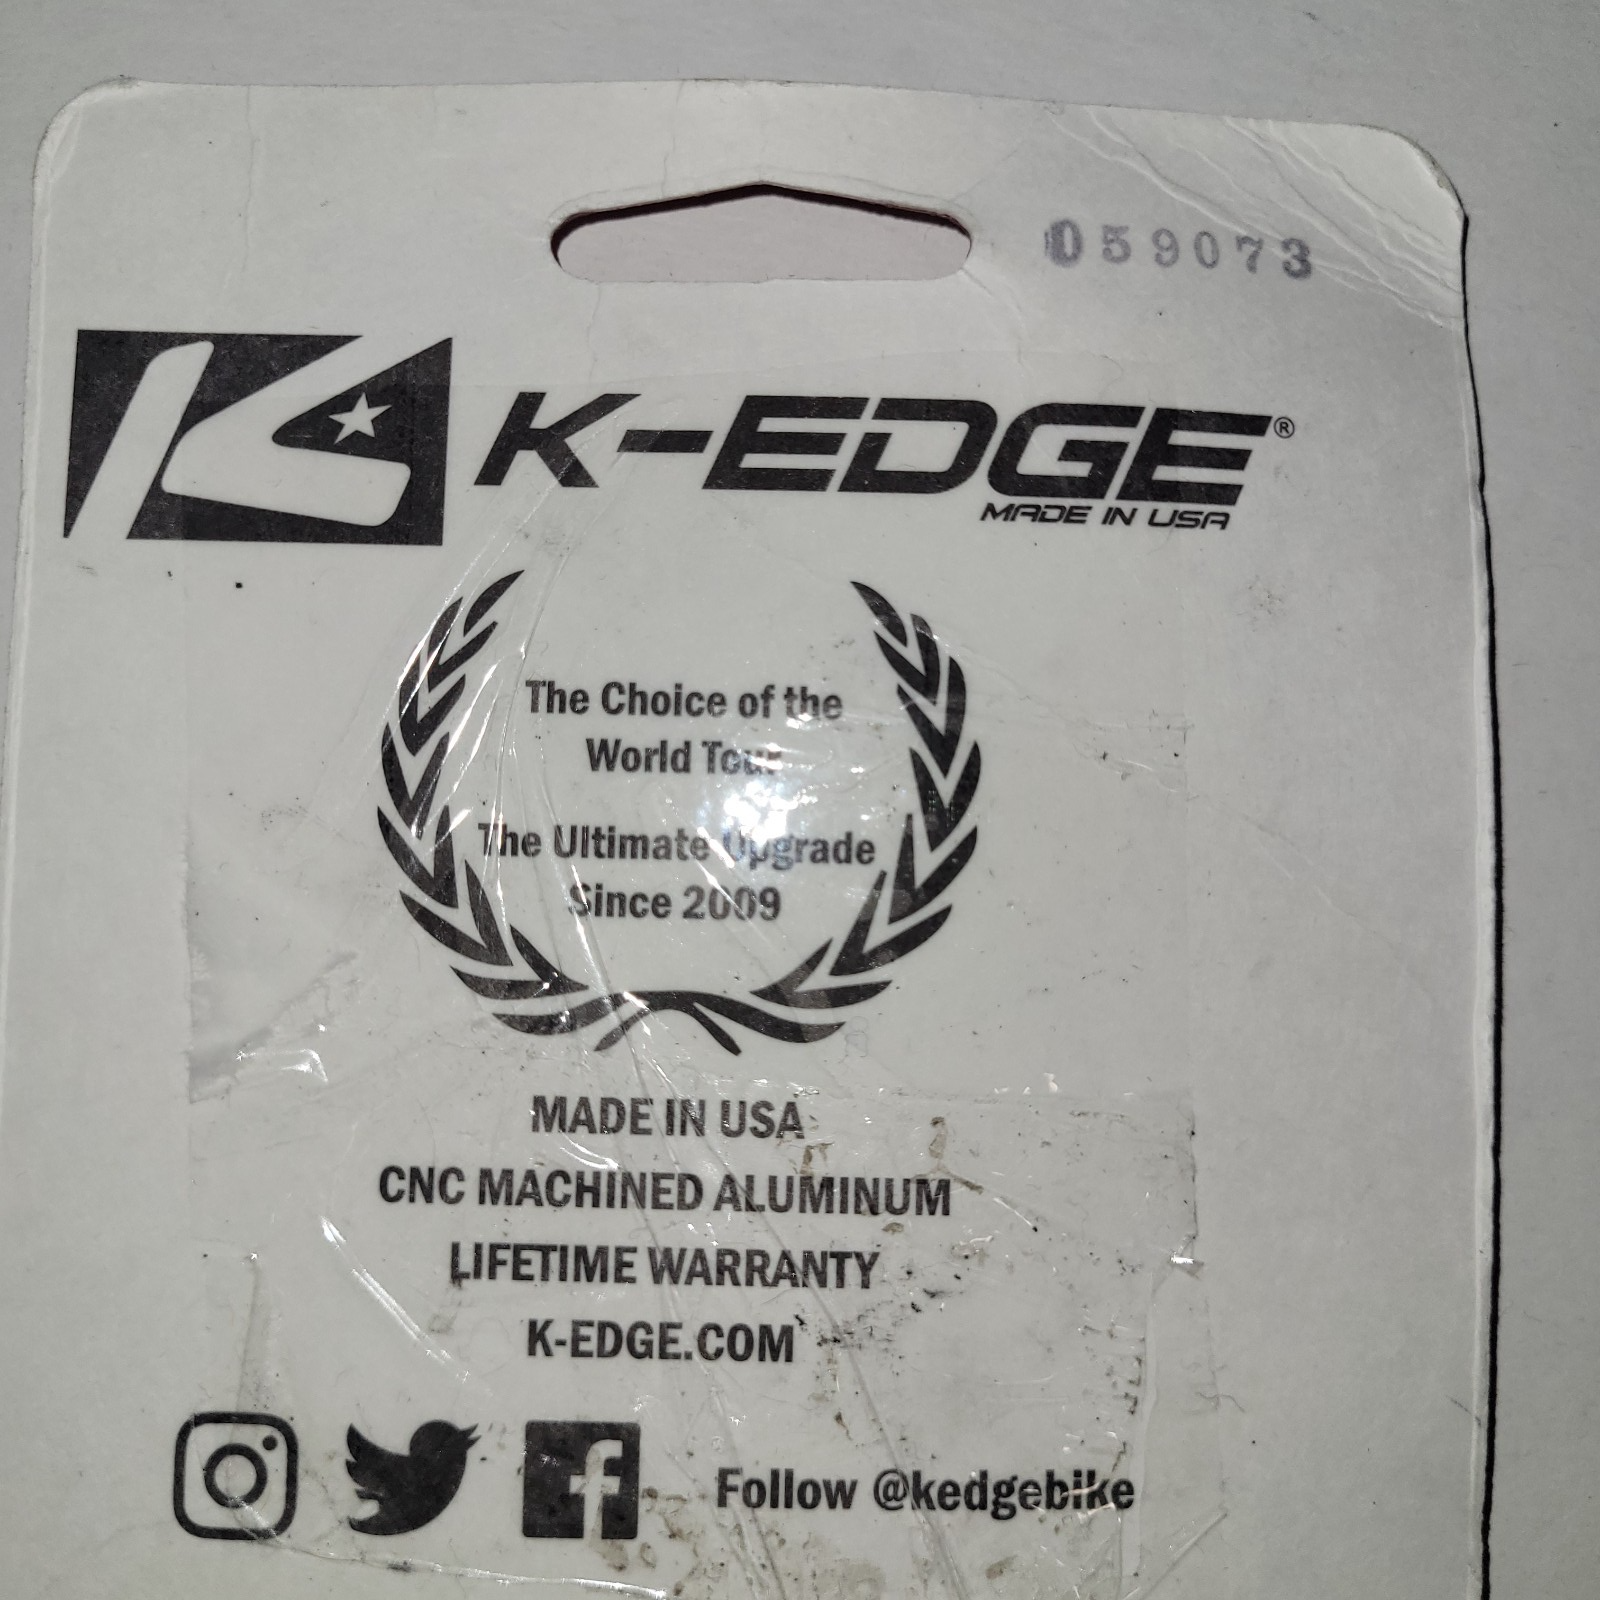 059073
K-EDGE®
MADE IN USA
The Choice of the
World Tour
The Ultimate Upgrade
Since 2009
MADE IN USA
CNC MACHINED ALUMINUM
LIFETIME WARRANTY
K-EDGE.COM
Follow @kedgebike